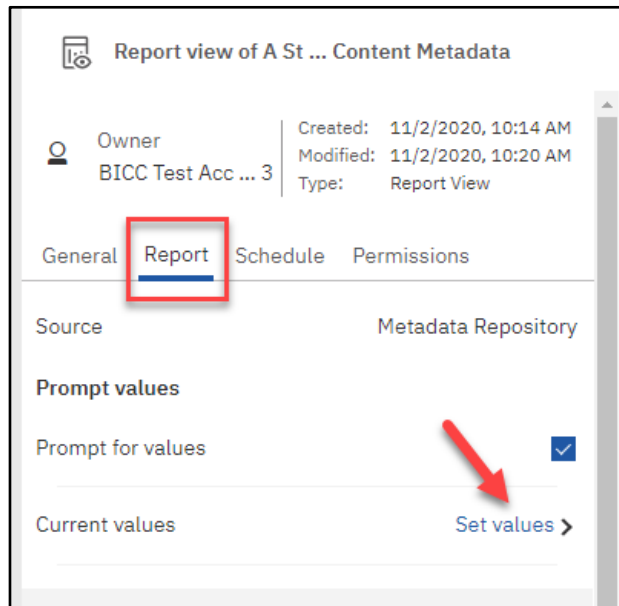 Report view of A St ... Content Metadata
Owner
BICC Test Acc ... 3
Created: 11/2/2020, 10:14 AM
Modified: 11/2/2020, 10:20 AM
Type: Report View
General Report Schedule Permissions
Source Metadata Repository
Prompt values
Prompt for values
Current values Set values